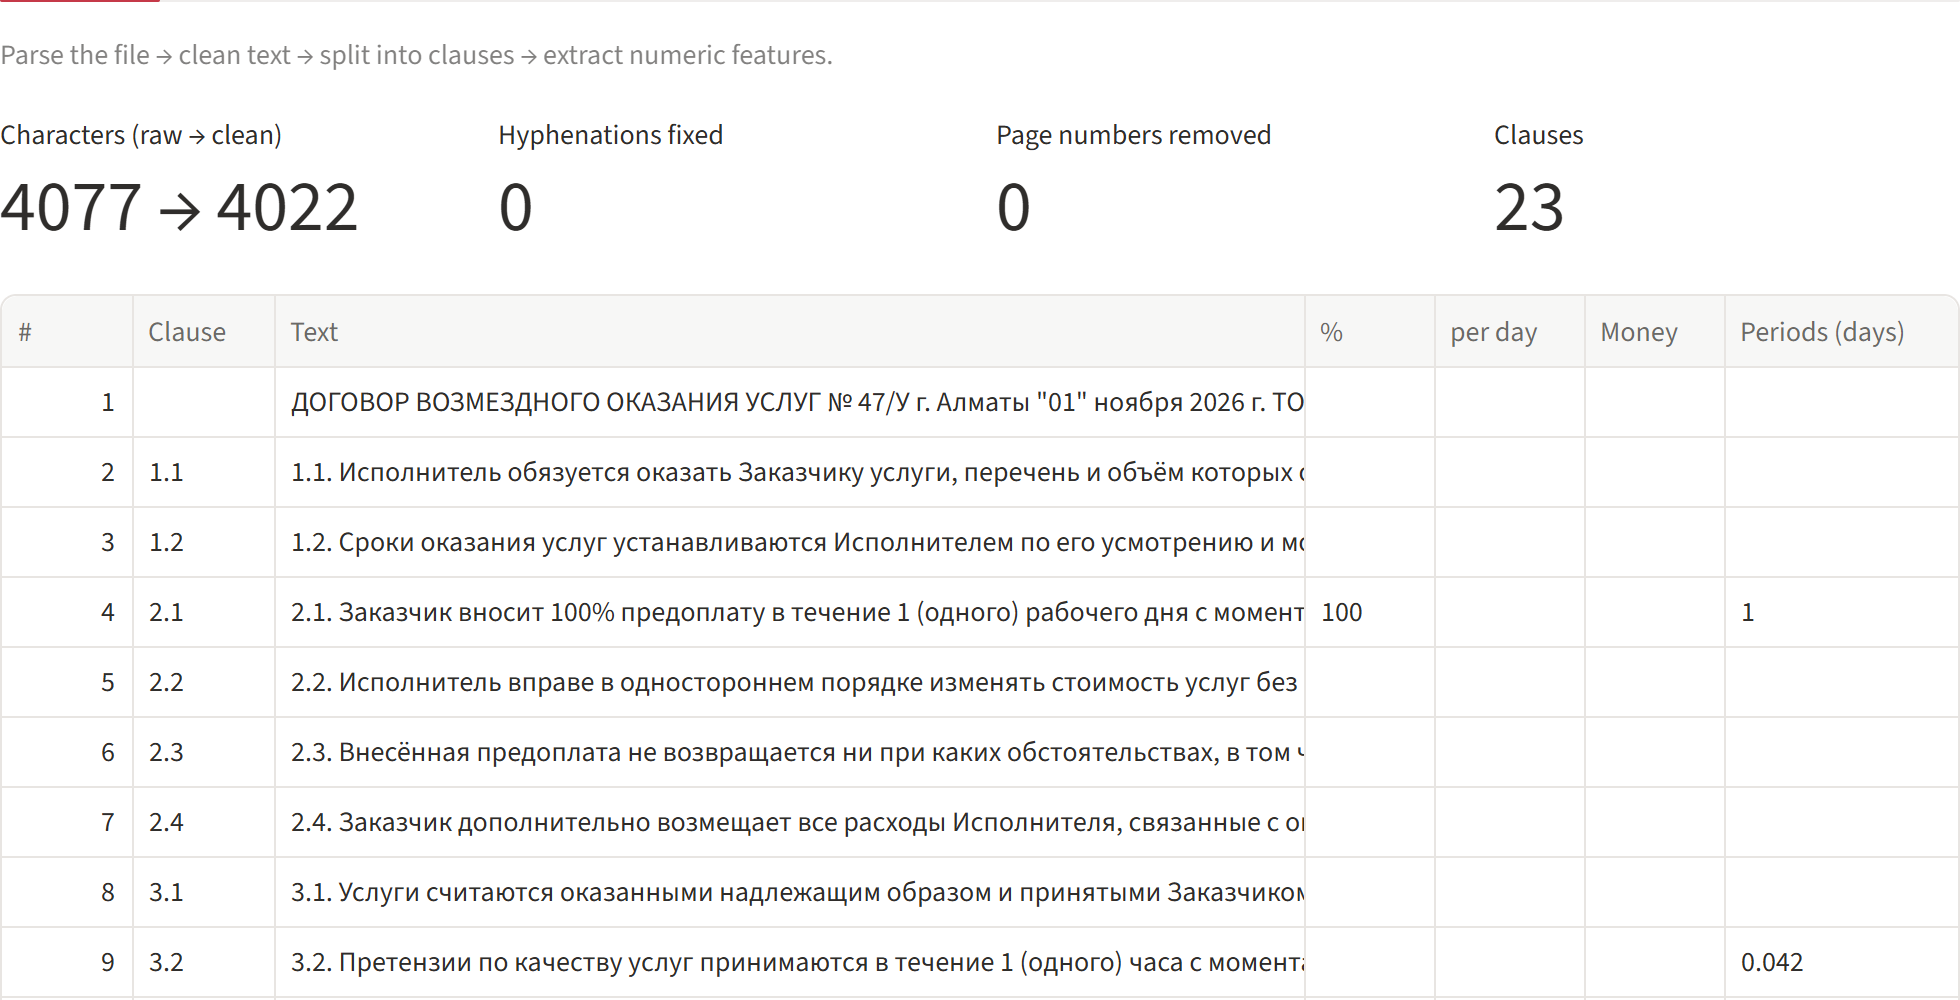 Parse the file → clean text → split into clauses → extract numeric features.
Characters (raw → clean) Hyphenations fixed Page numbers removed Clauses
4077 → 4022 0 0 23
# Clause Text % per day Money Periods (days)
1 ДОГОВОР ВОЗМЕЗДНОГО ОКАЗАНИЯ УСЛУГ № 47/У г. Алматы "01" ноября 2026 г.
2 1.1 1.1. Исполнитель обязуется оказать Заказчику услуги, перечень и объём которых
3 1.2 1.2. Сроки оказания услуг устанавливаются Исполнителем по его усмотрению и
4 2.1 2.1. Заказчик вносит 100% предоплату в течение 1 (одного) рабочего дня с 100 1
5 2.2 2.2. Исполнитель вправе в одностороннем порядке изменять стоимость услуг без
6 2.3 2.3. Внесённая предоплата не возвращается ни при каких обстоятельствах, в том
7 2.4 2.4. Заказчик дополнительно возмещает все расходы Исполнителя, связанные с
8 3.1 3.1. Услуги считаются оказанными надлежащим образом и принятыми Заказчиком
9 3.2 3.2. Претензии по качеству услуг принимаются в течение 1 (одного) часа с 0.042